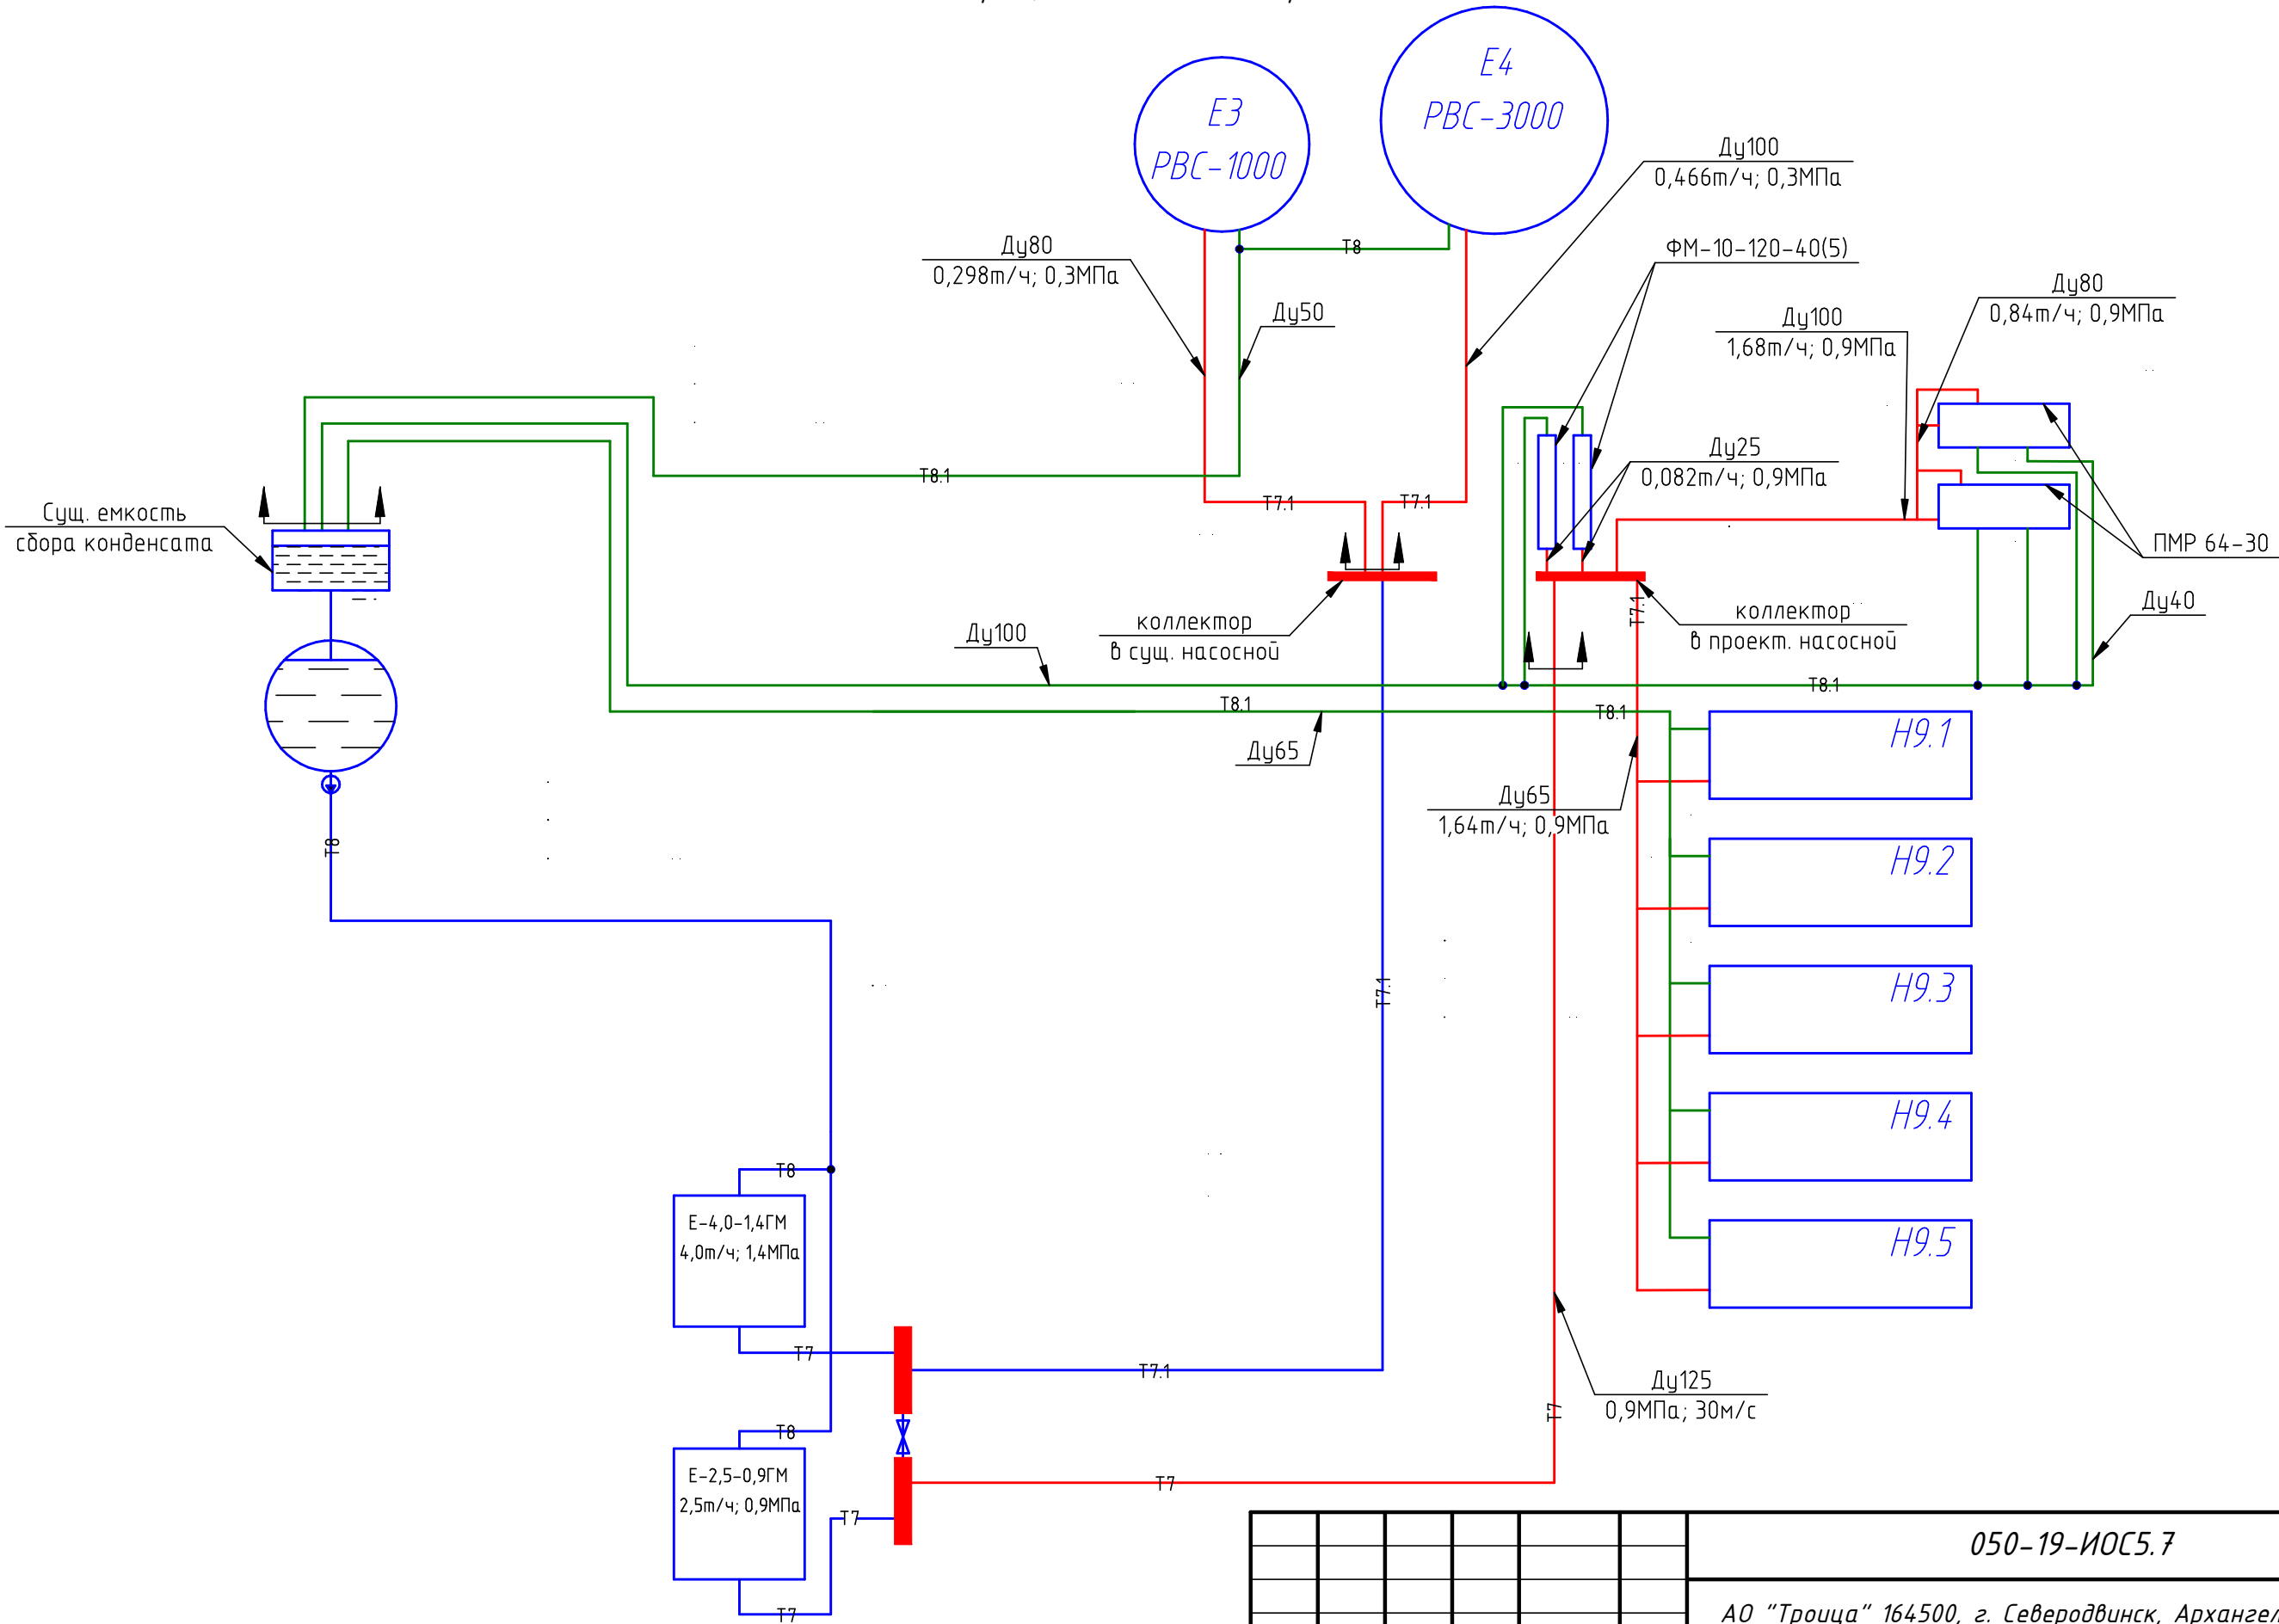 E4
РВС-3000
E3
РВС-1000
Ду100
0,466т/ч; 0,3МПа
Ду80
0,298т/ч; 0,3МПа
Т8
ФМ-10-120-40(5)
Ду50
Ду80
0,84т/ч; 0,9МПа
Ду100
1,68т/ч; 0,9МПа
Ду25
0,082т/ч; 0,9МПа
Т8.1
Т7.1
Т7.1
Сущ. емкость
сбора конденсата
ПМР 64-30
Ду40
коллектор
в сущ. насосной
Т7.1
коллектор
в проект. насосной
Ду100
Т8.1
Т8.1
Т8.1
Ду65
Н9.1
Ду65
1,64т/ч; 0,9МПа
Т8
Н9.2
Н9.3
Т7.1
Н9.4
Т8
Е-4,0-1,4ГМ
4,0т/ч; 1,4МПа
Н9.5
Т7
Т7.1
Ду125
0,9МПа; 30м/с
Т7
Т8
Е-2,5-0,9ГМ
2,5т/ч; 0,9МПа
Т7
Т7
Т7
050-19-ИОС5.7
АО "Троица" 164500, г. Северодвинск,